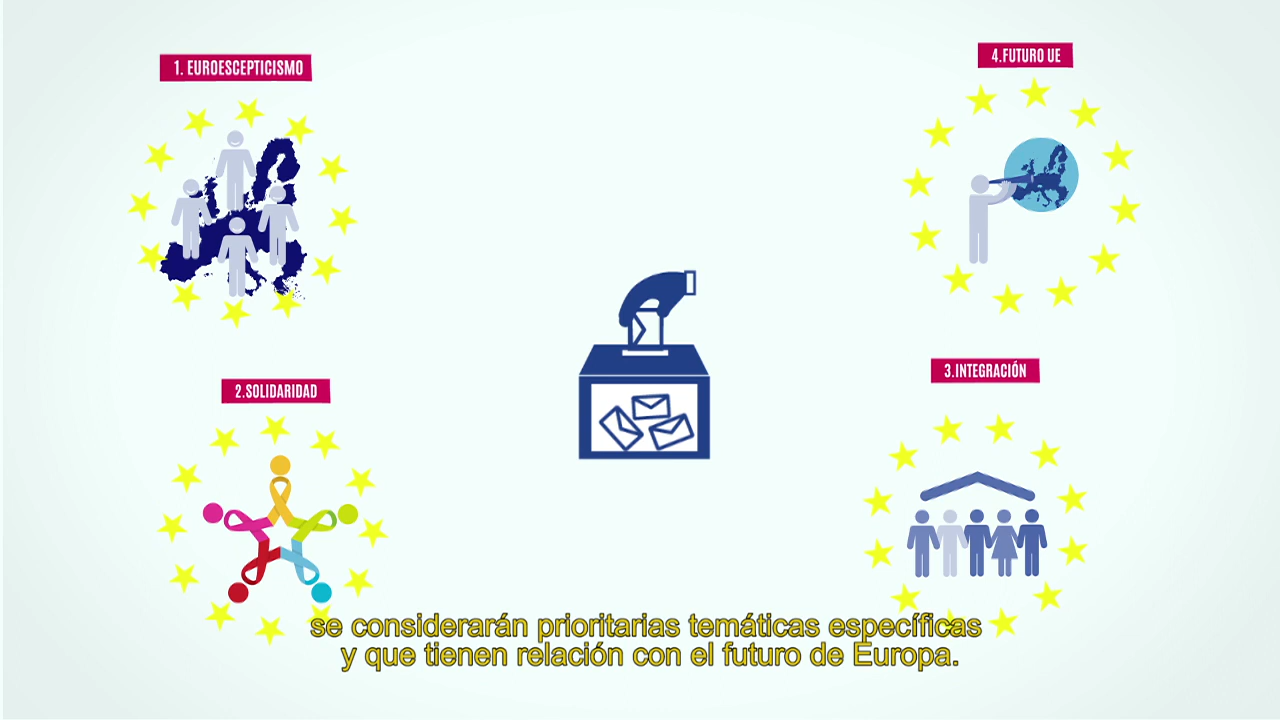 1. EUROESCEPTICISMO
4.FUTURO UE
2.SOLIDARIDAD
3.INTEGRACIÓN
se considerarán prioritarias temáticas específicas
y que tienen relación con el futuro de Europa.